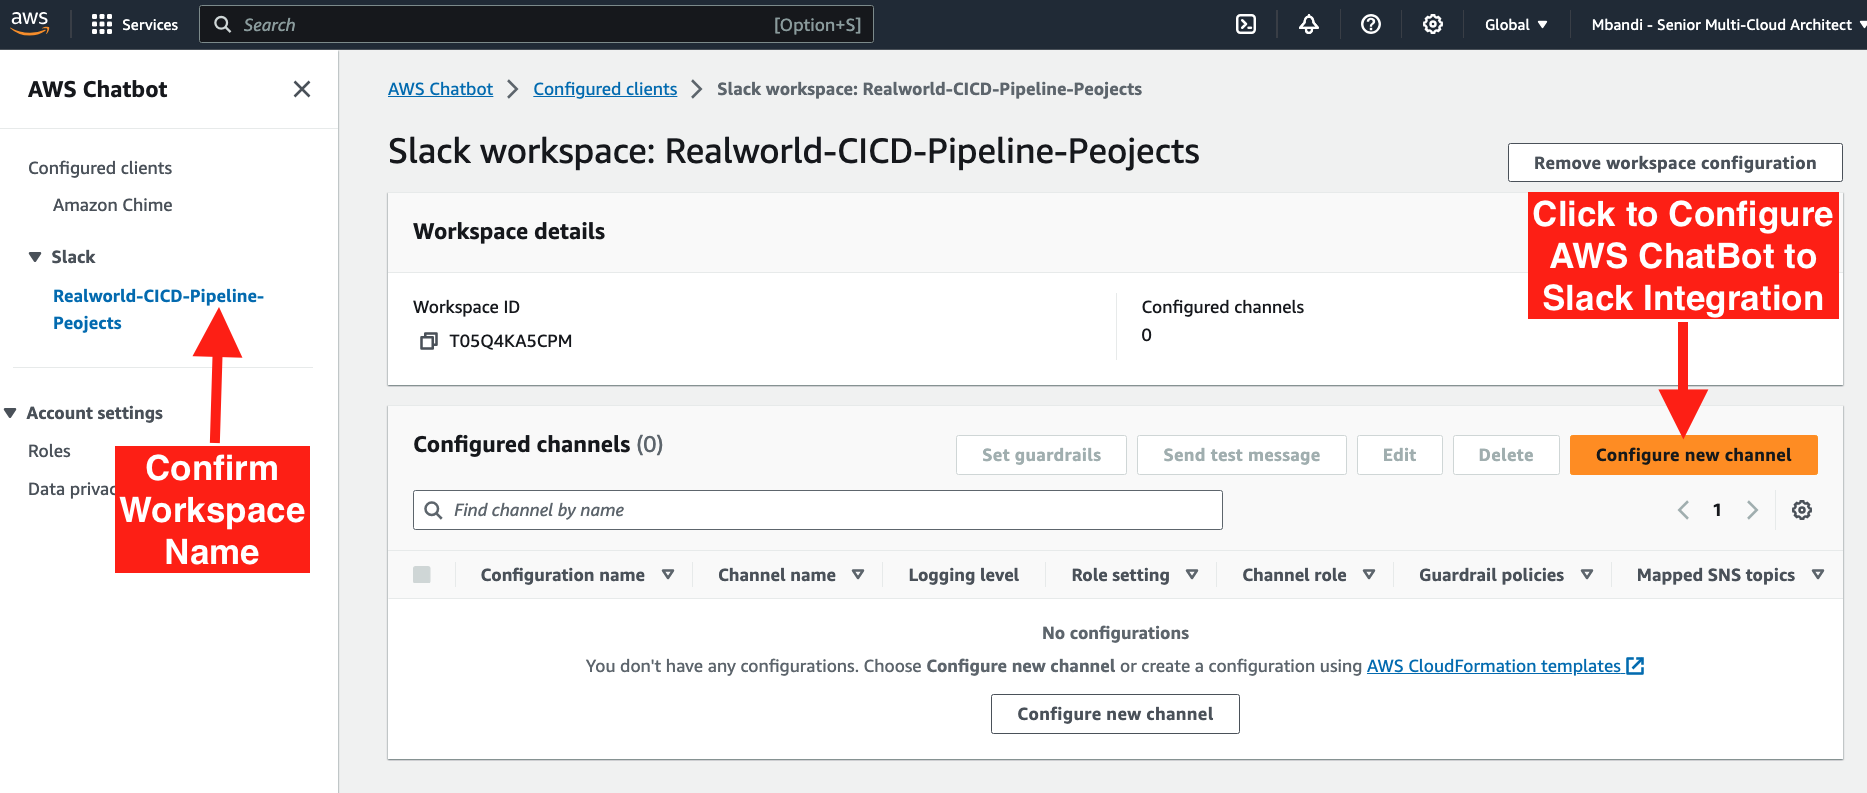 aws
Services
Search
[Option+S]
Global
Mbandi - Senior Multi-Cloud Architect
AWS Chatbot
Configured clients
Amazon Chime
Slack
Realworld-CICD-Pipeline-
Peojects
Account settings
Roles
Data privac
Confirm
Workspace
Name
AWS Chatbot
Configured clients
Slack workspace: Realworld-CICD-Pipeline-Peojects
Slack workspace: Realworld-CICD-Pipeline-Peojects
Remove workspace configuration
Click to Configure
AWS ChatBot to
Slack Integration
Workspace details
Workspace ID
T05Q4KA5CPM
Configured channels
0
Configured channels (0)
Set guardrails
Send test message
Edit
Delete
Configure new channel
Find channel by name
1
Configuration name
Channel name
Logging level
Role setting
Channel role
Guardrail policies
Mapped SNS topics
No configurations
You don't have any configurations. Choose Configure new channel or create a configuration using AWS CloudFormation templates
Configure new channel